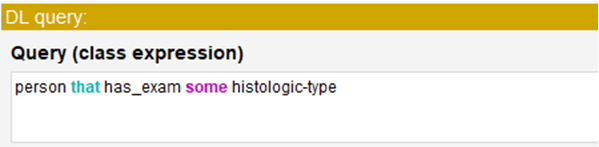 DL query:
Query (class expression)
person that has_exam some histologic-type